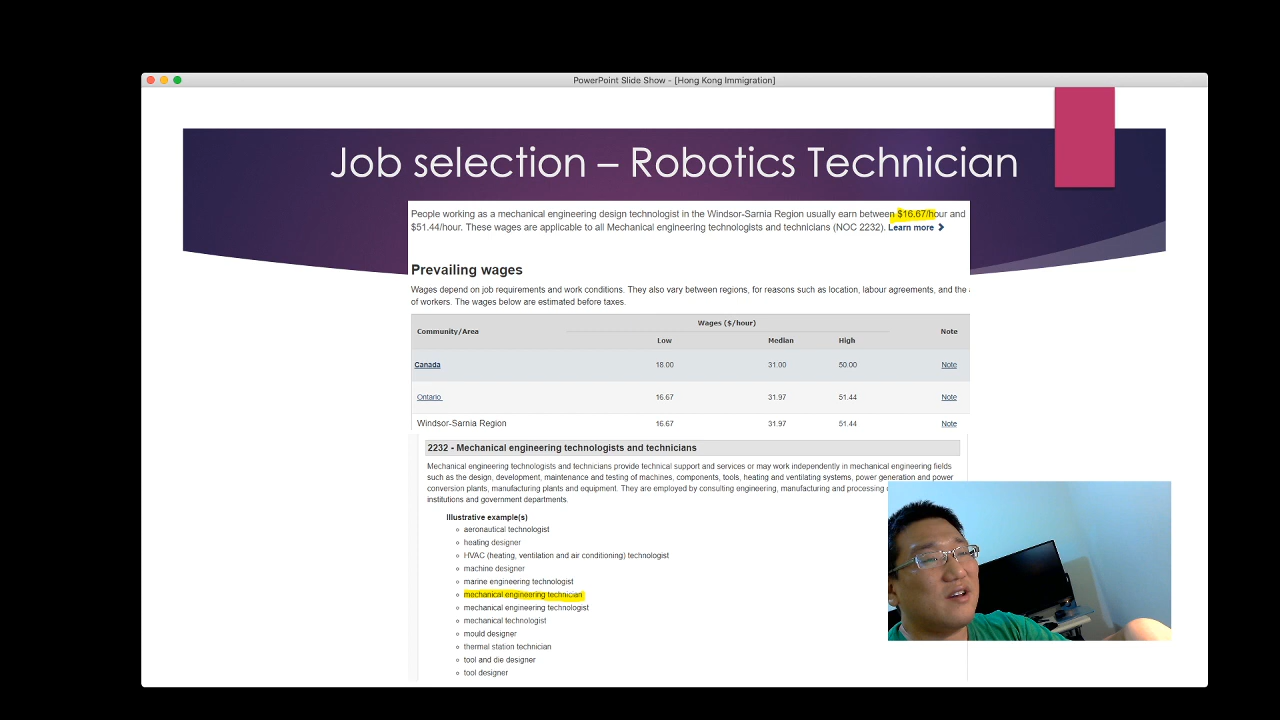 PowerPoint Slide Show - [Hong Kong Immigration]
Job selection – Robotics Technician
People working as a mechanical engineering design technologist in the Windsor-Sarnia Region usually earn between $16.67/hour and
$51.44/hour. These wages are applicable to all Mechanical engineering technologists and technicians (NOC 2232). Learn more
Prevailing wages
Wages depend on job requirements and work conditions. They also vary between regions, for reasons such as location, labour agreements, and the
of workers. The wages below are estimated before taxes.
Community/Area Wages ($/hour) Note
Low Median High
Canada 18.00 31.00 50.00 Note
Ontario 16.67 31.97 51.44 Note
Windsor-Sarnia Region 16.67 31.97 51.44 Note
2232 - Mechanical engineering technologists and technicians
Mechanical engineering technologists and technicians provide technical support and services or may work independently in mechanical engineering fields
such as the design, development, maintenance and testing of machines, components, tools, heating and ventilating systems, power generation and power
conversion plants, manufacturing plants and equipment. They are employed by consulting engineering, manufacturing and processing
institutions and government departments.
Illustrative example(s)
aeronautical technologist
heating designer
HVAC (heating, ventilation and air conditioning) technologist
machine designer
marine engineering technologist
mechanical engineering technician
mechanical engineering technologist
mechanical technologist
mould designer
thermal station technician
tool and die designer
tool designer